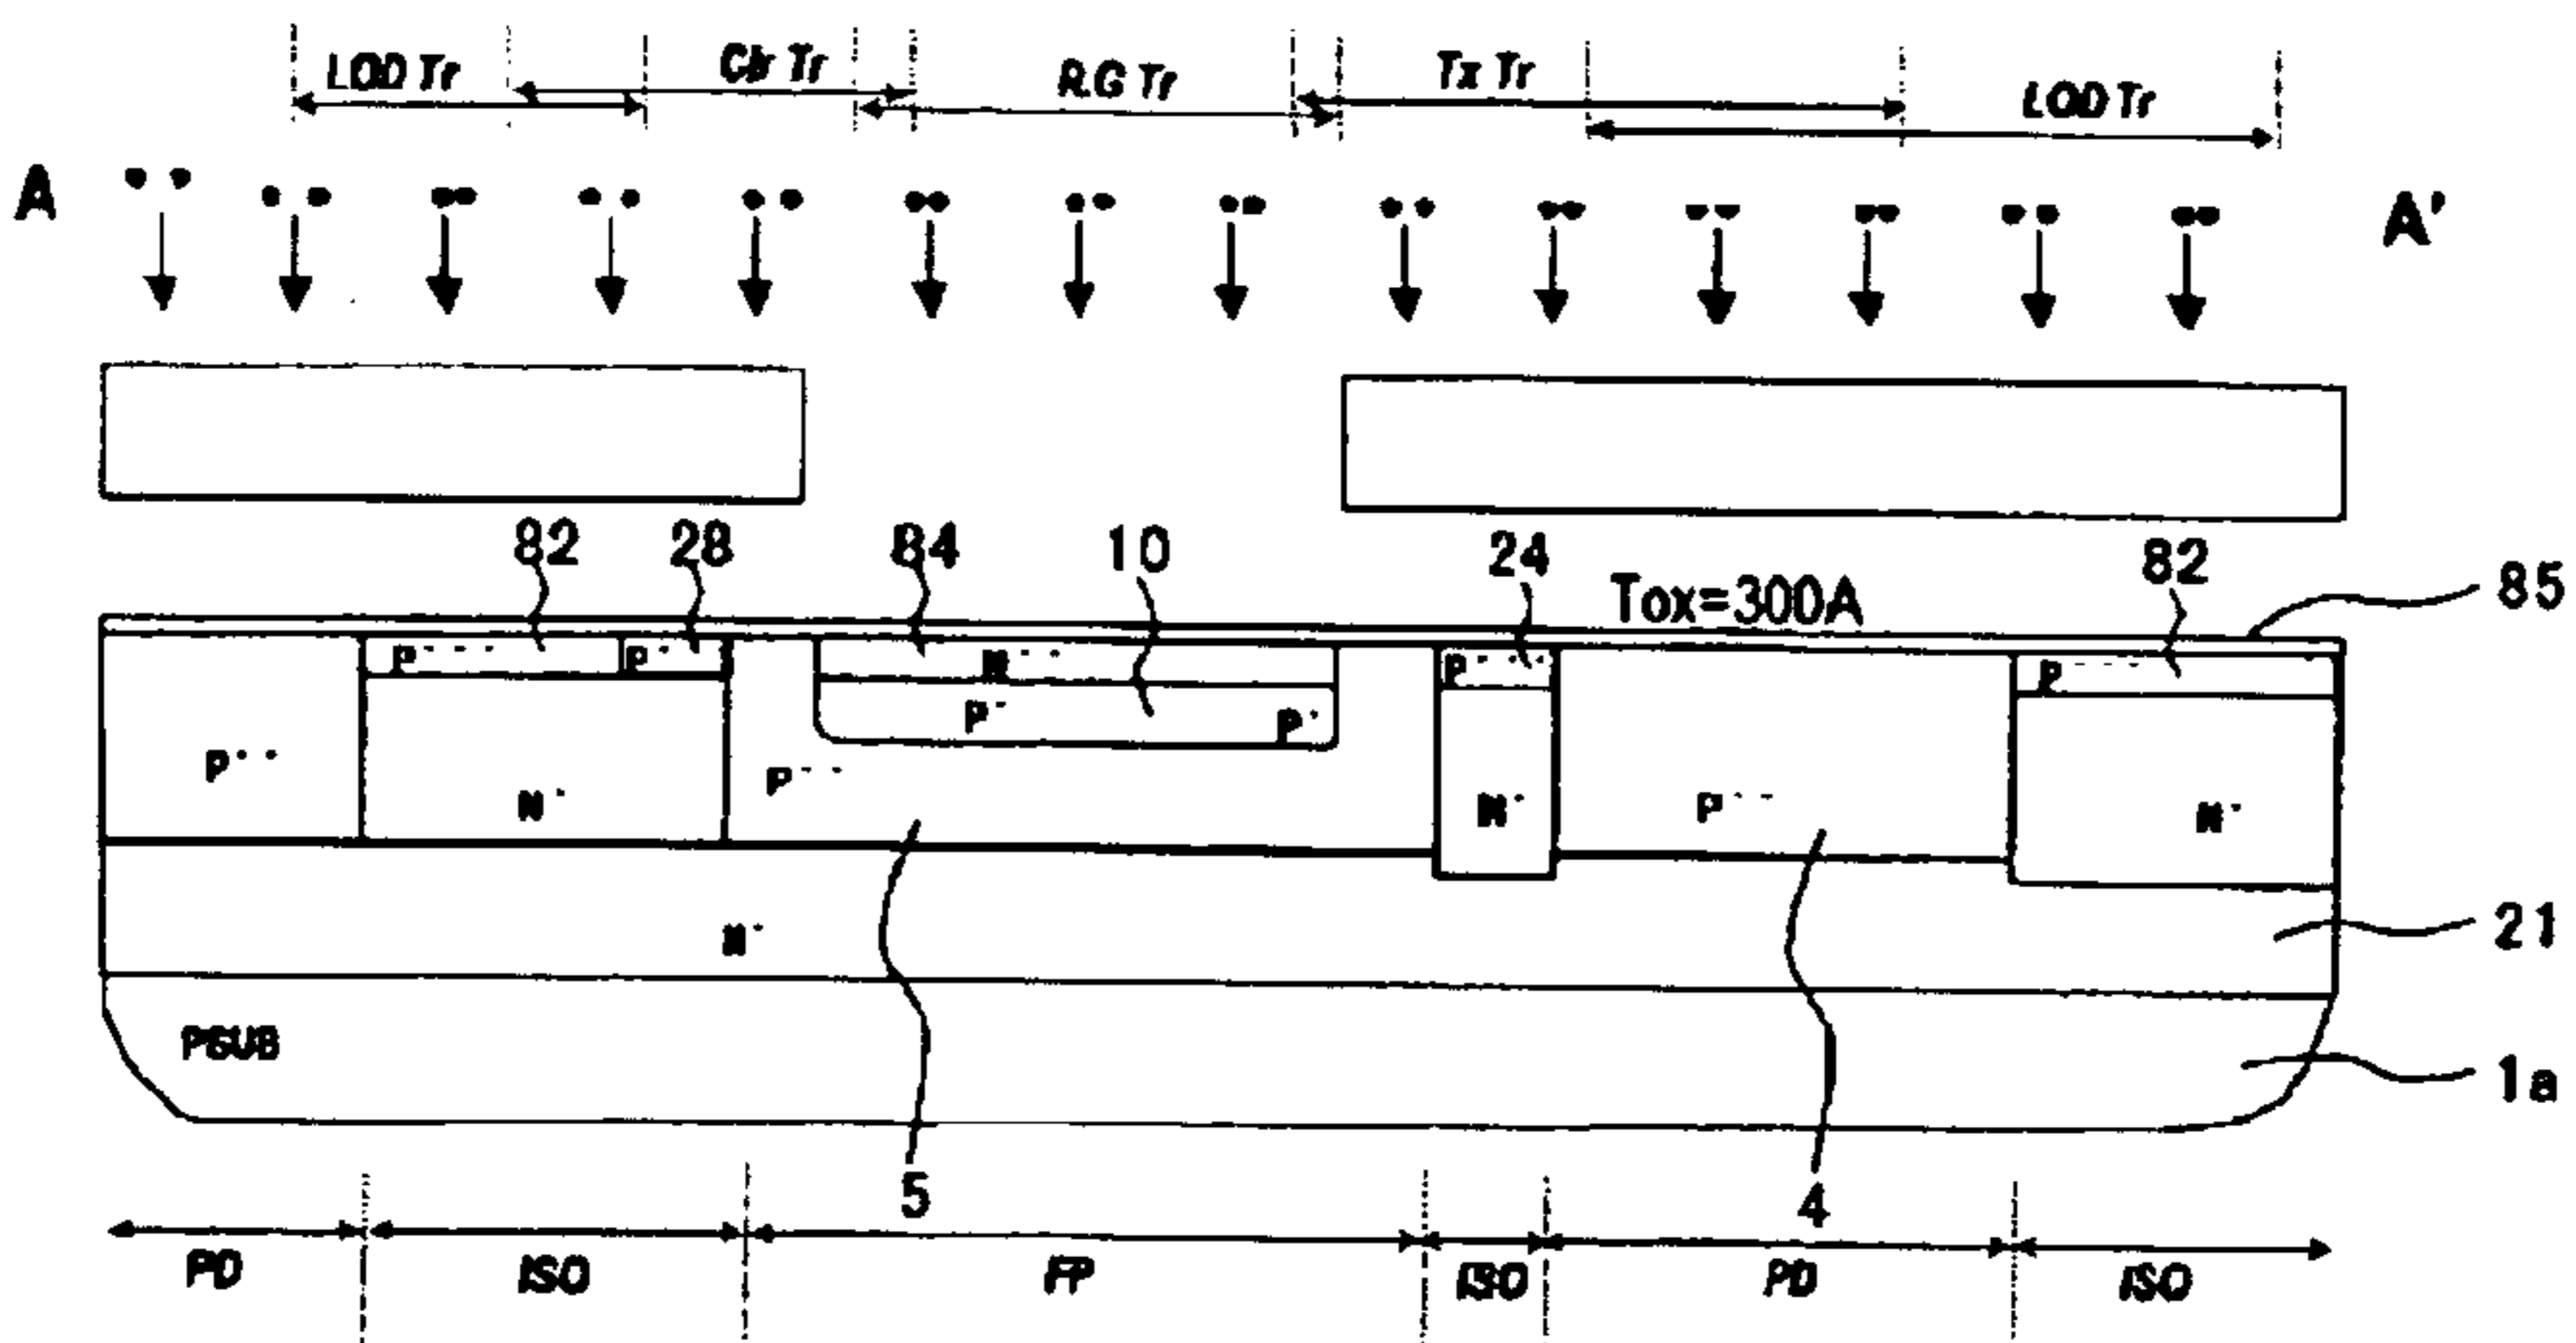 LOD Tr Clr Tr R.G Tr Tx Tr LOD Tr
A A'
82 28 84 10 24 Tox=300A 82 85
P--- P-- N-- P--- P---
P- P-
P-- N- P-- N- P-- N-
N- 21
PSUB 1a
5 4
PD ISO FP ISO PD ISO